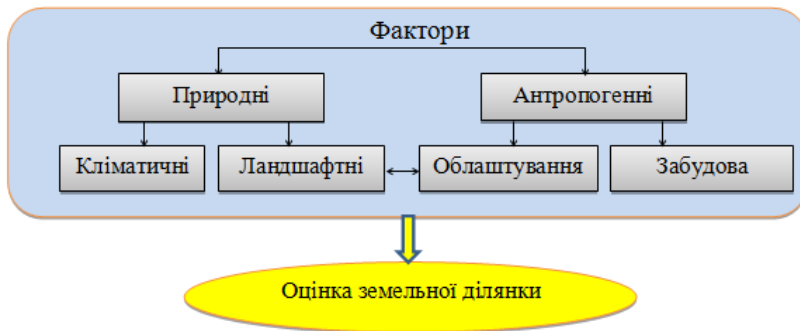 Фактори
Природні
Антропогенні
Кліматичні
Ландшафтні
Облаштування
Забудова
Оцінка земельної ділянки